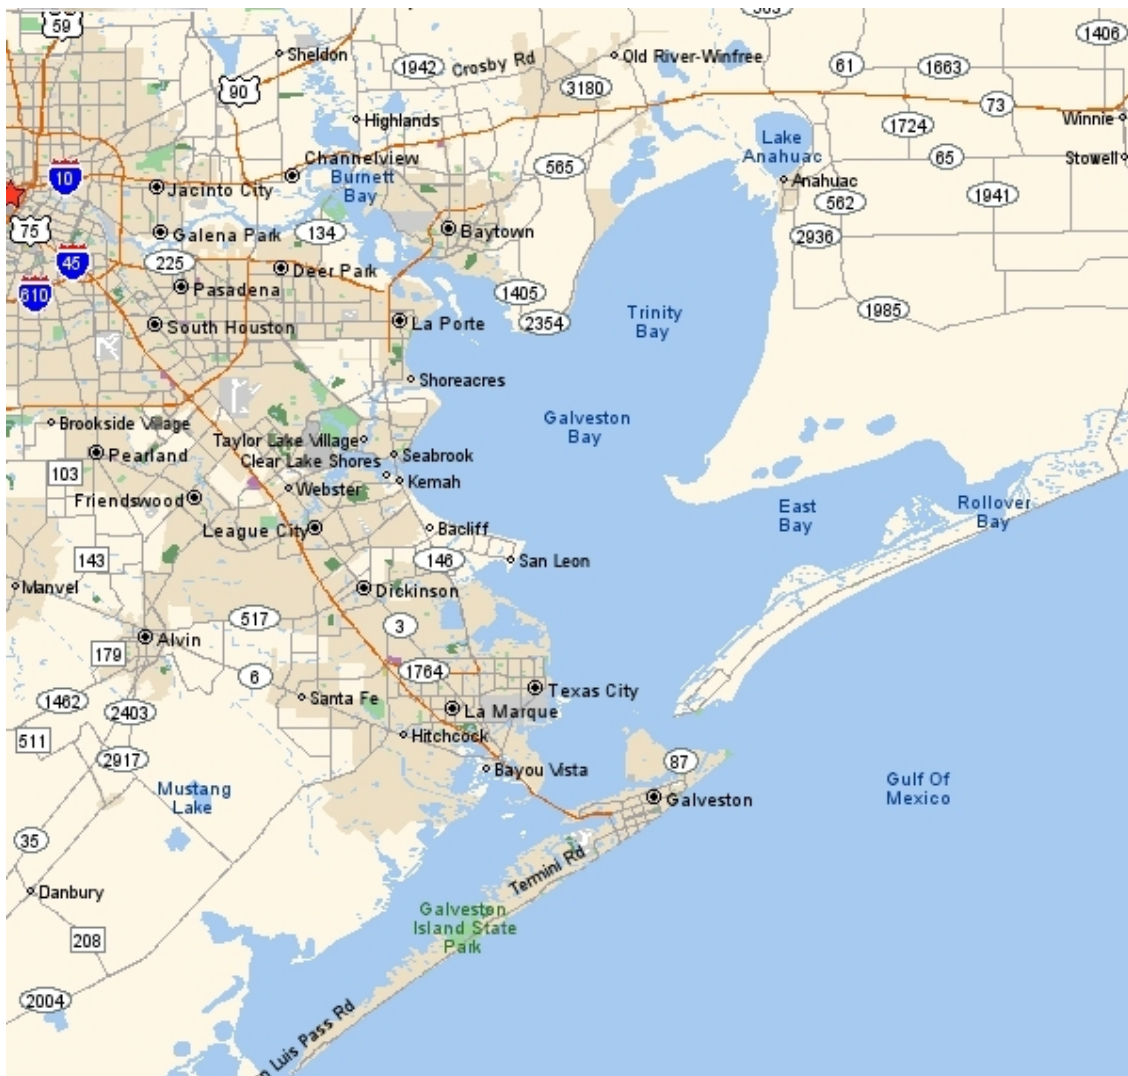 59
Sheldon
1942
Crosby Rd
Old River-Winfree
61
1663
1406
90
3180
73
Highlands
1724
Winnie
Lake
Anahuac
Channelview
Burnett
Bay
565
65
Stowell
10
Jacinto City
Anahuac
562
1941
75
Galena Park
134
Baytown
2936
45
225
Deer Park
610
Pasadena
1405
2354
1985
South Houston
La Porte
Trinity
Bay
Shoreacres
Galveston
Bay
Brookside Village
Taylor Lake Village
Pearland
Clear Lake Shores
Seabrook
103
Webster
Kemah
Friendswood
East
Bay
Rollover
Bay
League City
Bacliff
143
146
San Leon
Manvel
Dickinson
517
3
Alvin
179
6
1764
Santa Fe
Texas City
1462
2403
La Marque
511
Hitchcock
2917
Bayou Vista
87
Mustang
Lake
Galveston
Gulf Of
Mexico
35
Termini Rd
Danbury
Galveston
Island State
Park
208
2004
Luis Pass Rd